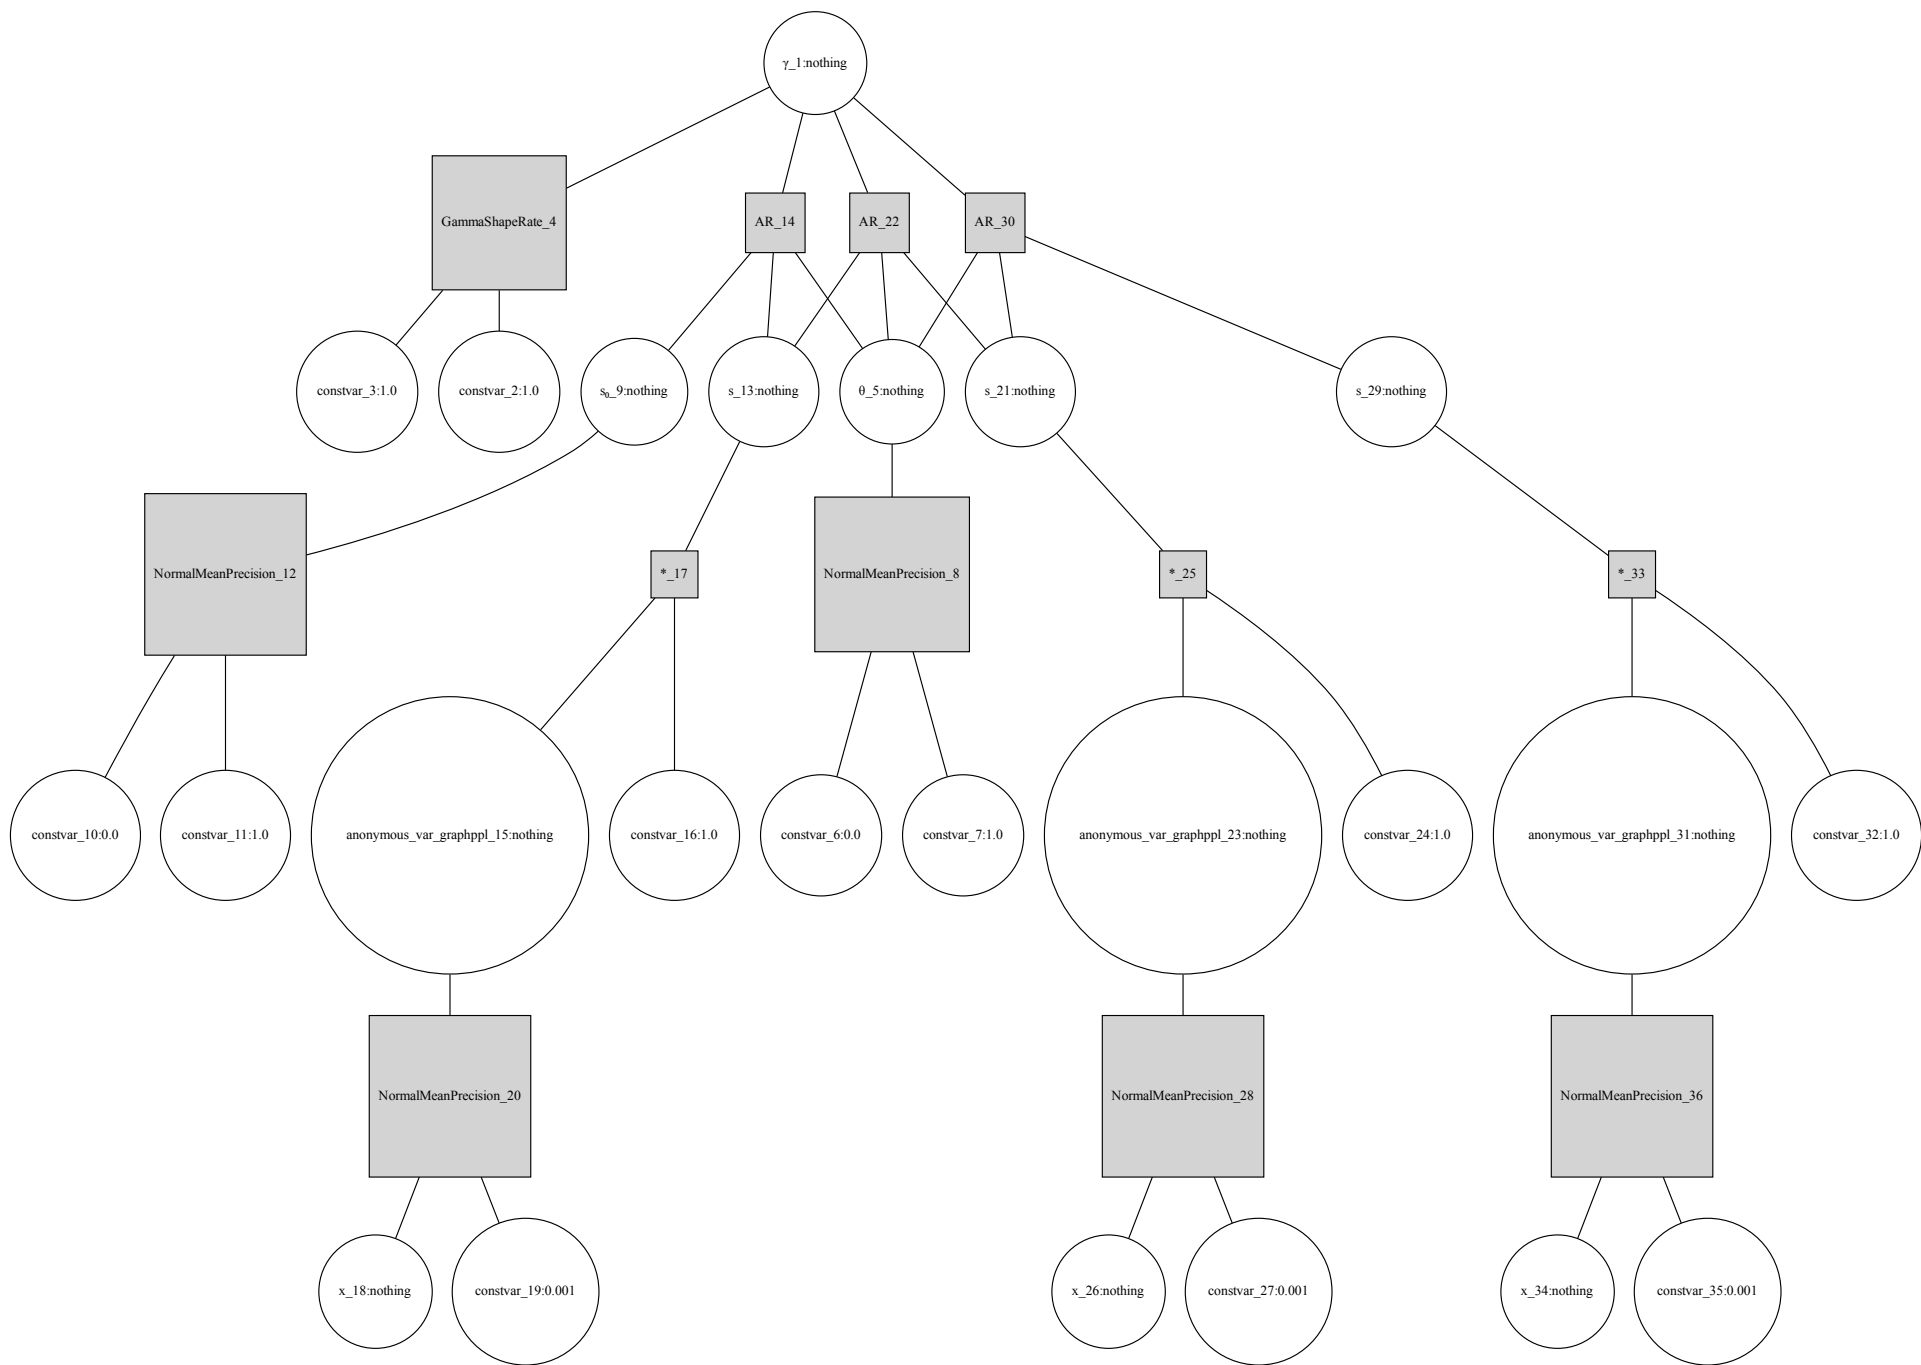 γ_1:nothing
GammaShapeRate_4
AR_14
AR_22
AR_30
constvar_3:1.0
constvar_2:1.0
s₀_9:nothing
s_13:nothing
θ_5:nothing
s_21:nothing
s_29:nothing
NormalMeanPrecision_12
*_17
NormalMeanPrecision_8
*_25
*_33
constvar_10:0.0
constvar_11:1.0
anonymous_var_graphppl_15:nothing
constvar_16:1.0
constvar_6:0.0
constvar_7:1.0
anonymous_var_graphppl_23:nothing
constvar_24:1.0
anonymous_var_graphppl_31:nothing
constvar_32:1.0
NormalMeanPrecision_20
NormalMeanPrecision_28
NormalMeanPrecision_36
x_18:nothing
constvar_19:0.001
x_26:nothing
constvar_27:0.001
x_34:nothing
constvar_35:0.001